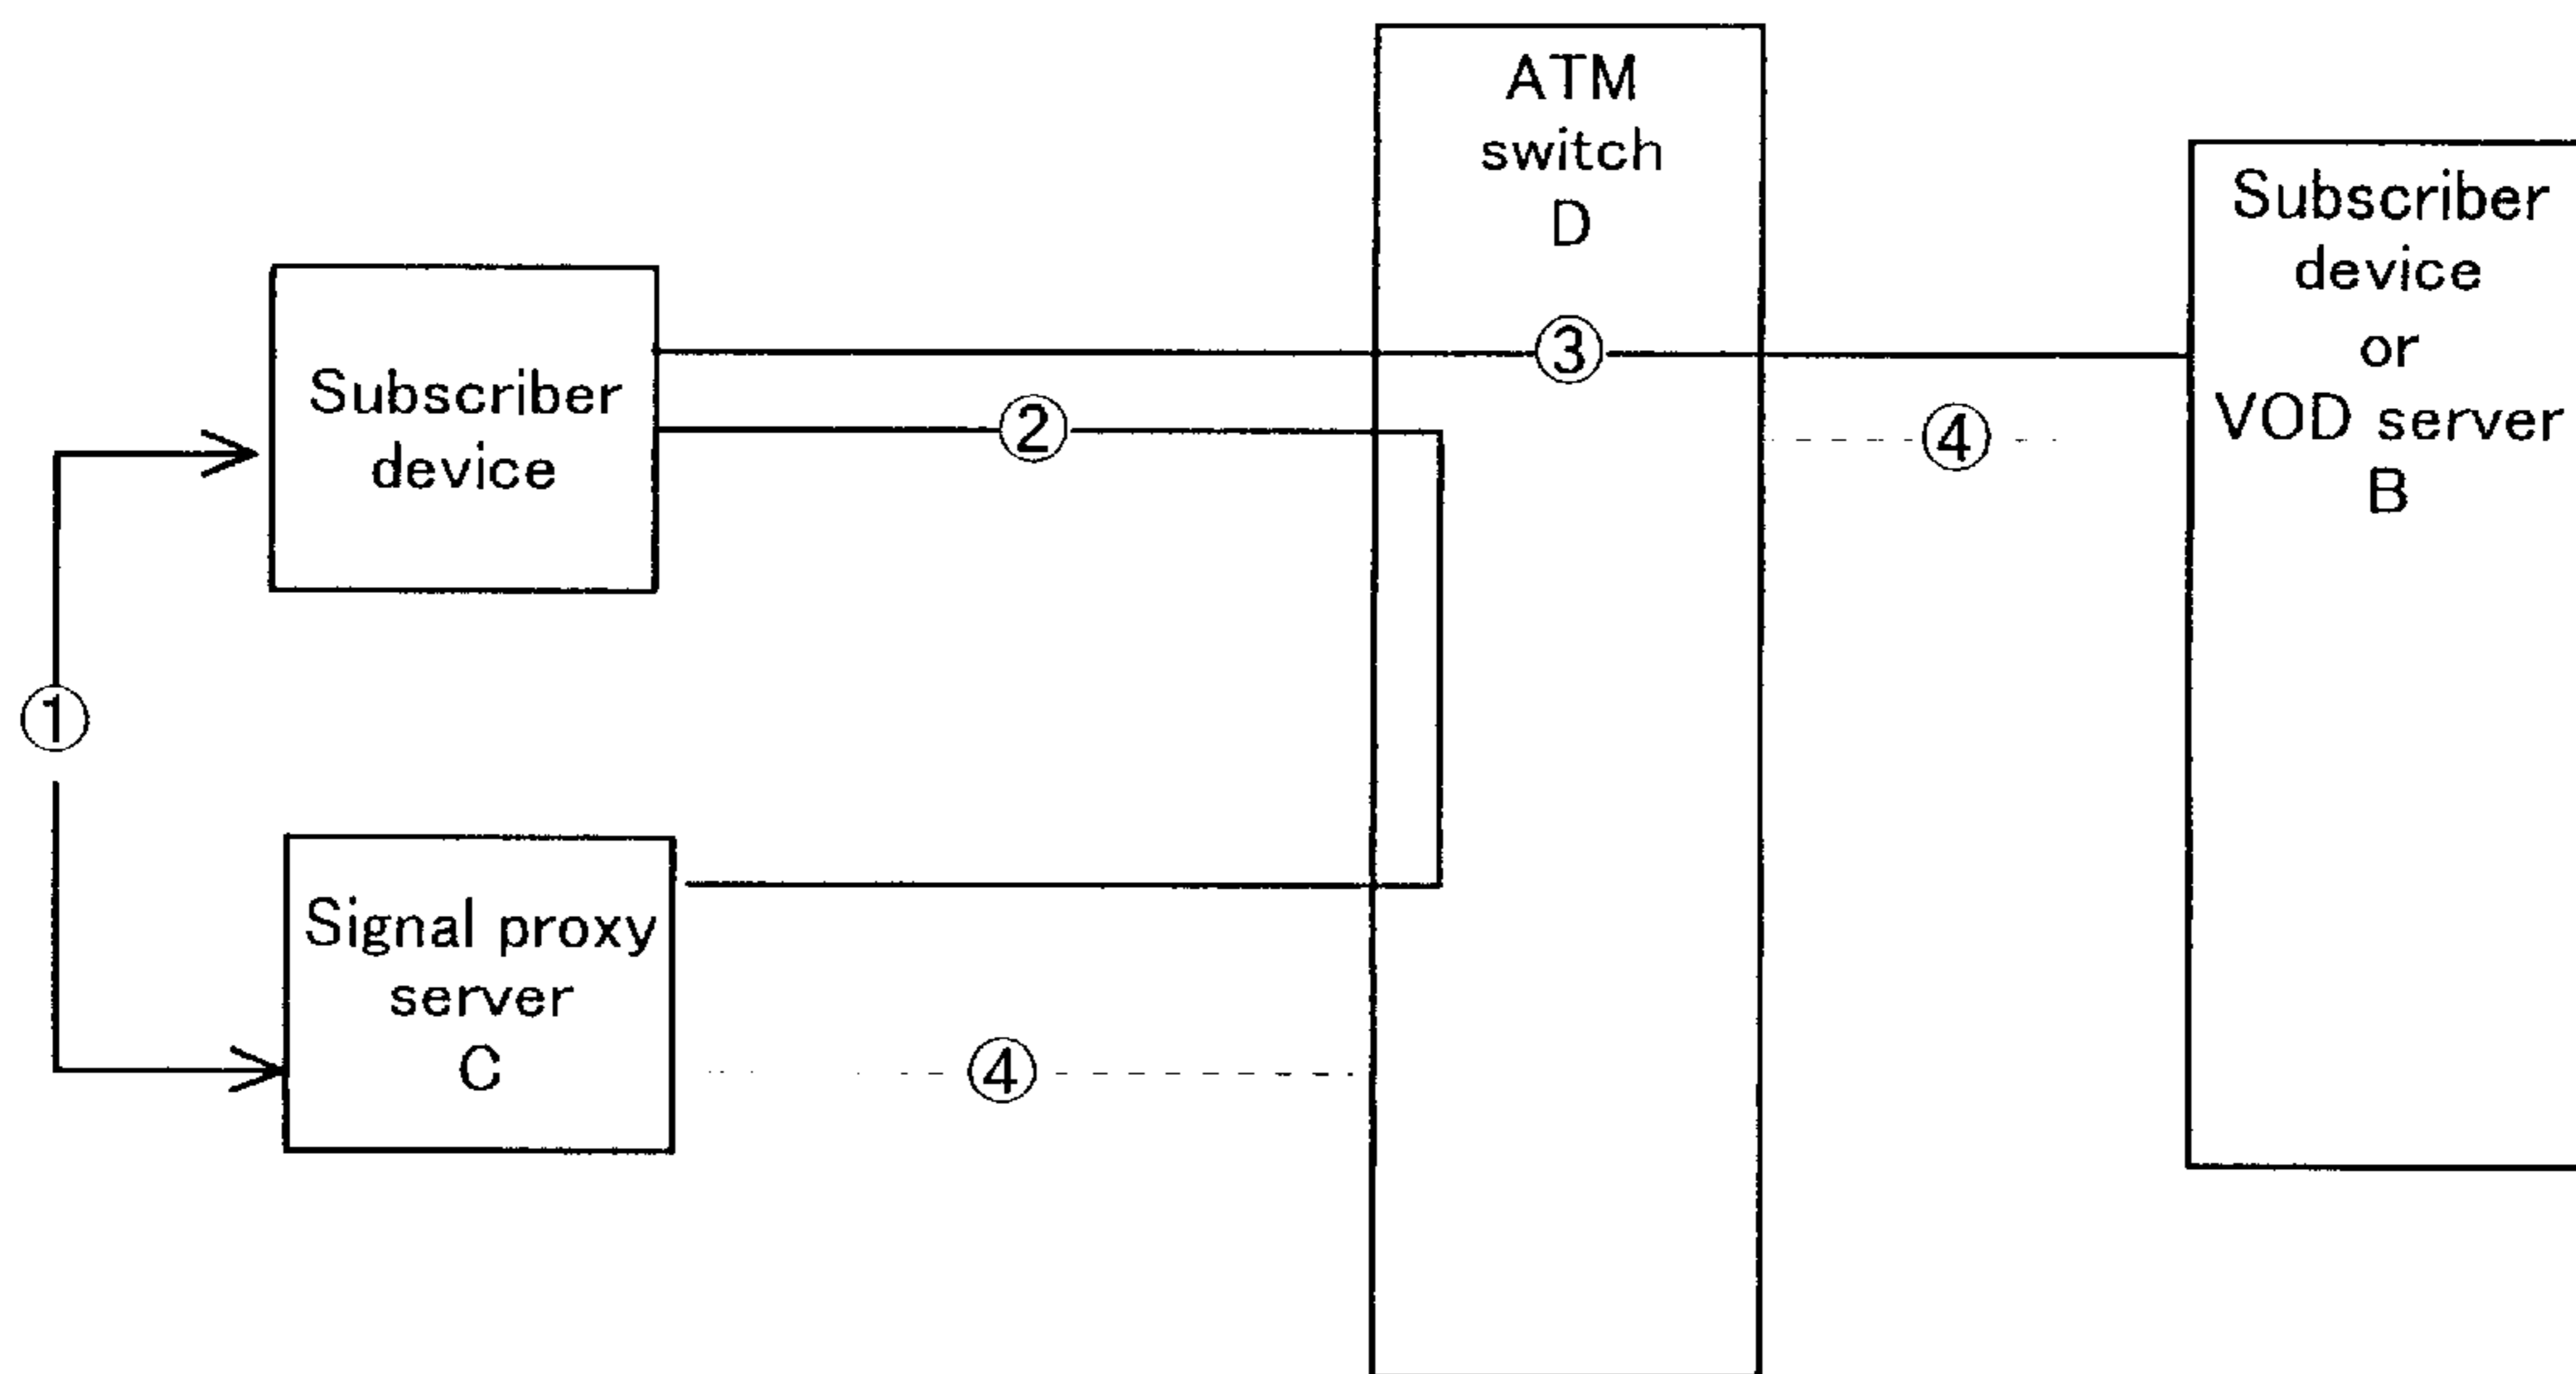 ATM
switch
D
Subscriber
device
or
VOD server
B
③
②
④
Subscriber
device
①
Signal proxy
server
C
④